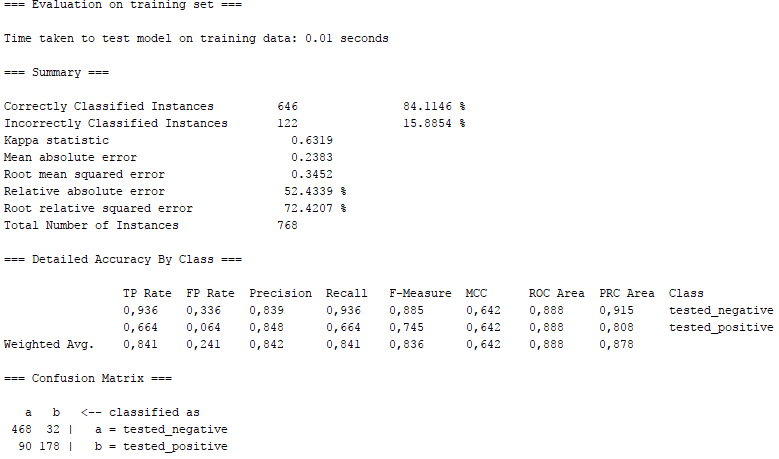 === Evaluation on training set ===
Time taken to test model on training data: 0.01 seconds
=== Summary ===
Correctly Classified Instances 646 84.1146 %
Incorrectly Classified Instances 122 15.8854 %
Kappa statistic 0.6319
Mean absolute error 0.2383
Root mean squared error 0.3452
Relative absolute error 52.4339 %
Root relative squared error 72.4207 %
Total Number of Instances 768
=== Detailed Accuracy By Class ===
TP Rate FP Rate Precision Recall F-Measure MCC ROC Area PRC Area Class
0,936 0,336 0,839 0,936 0,885 0,642 0,888 0,915 tested_negative
0,664 0,064 0,848 0,664 0,745 0,642 0,888 0,808 tested_positive
Weighted Avg. 0,841 0,241 0,842 0,841 0,836 0,642 0,888 0,878
=== Confusion Matrix ===
a b <-- classified as
468 32 | a = tested_negative
90 178 | b = tested_positive